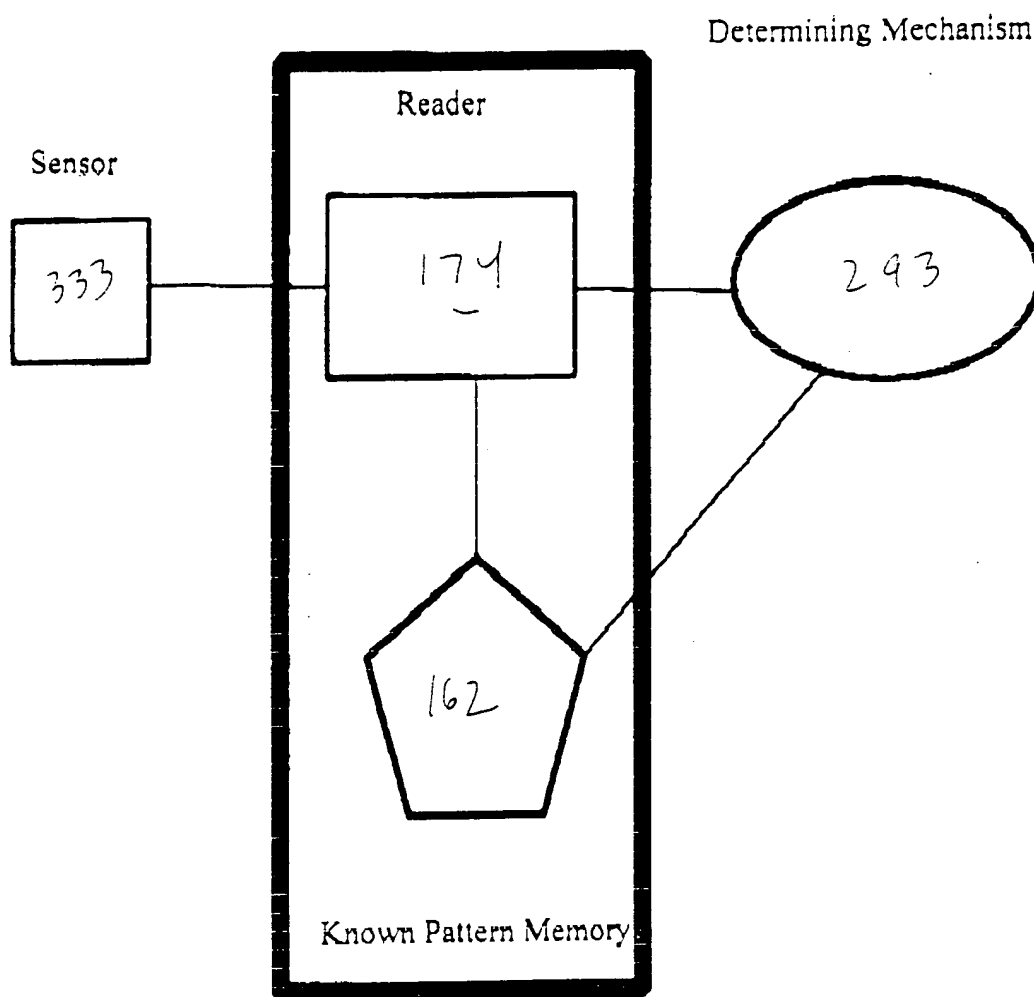 Determining Mechanism
Reader
Sensor
333
174
293
162
Known Pattern Memory